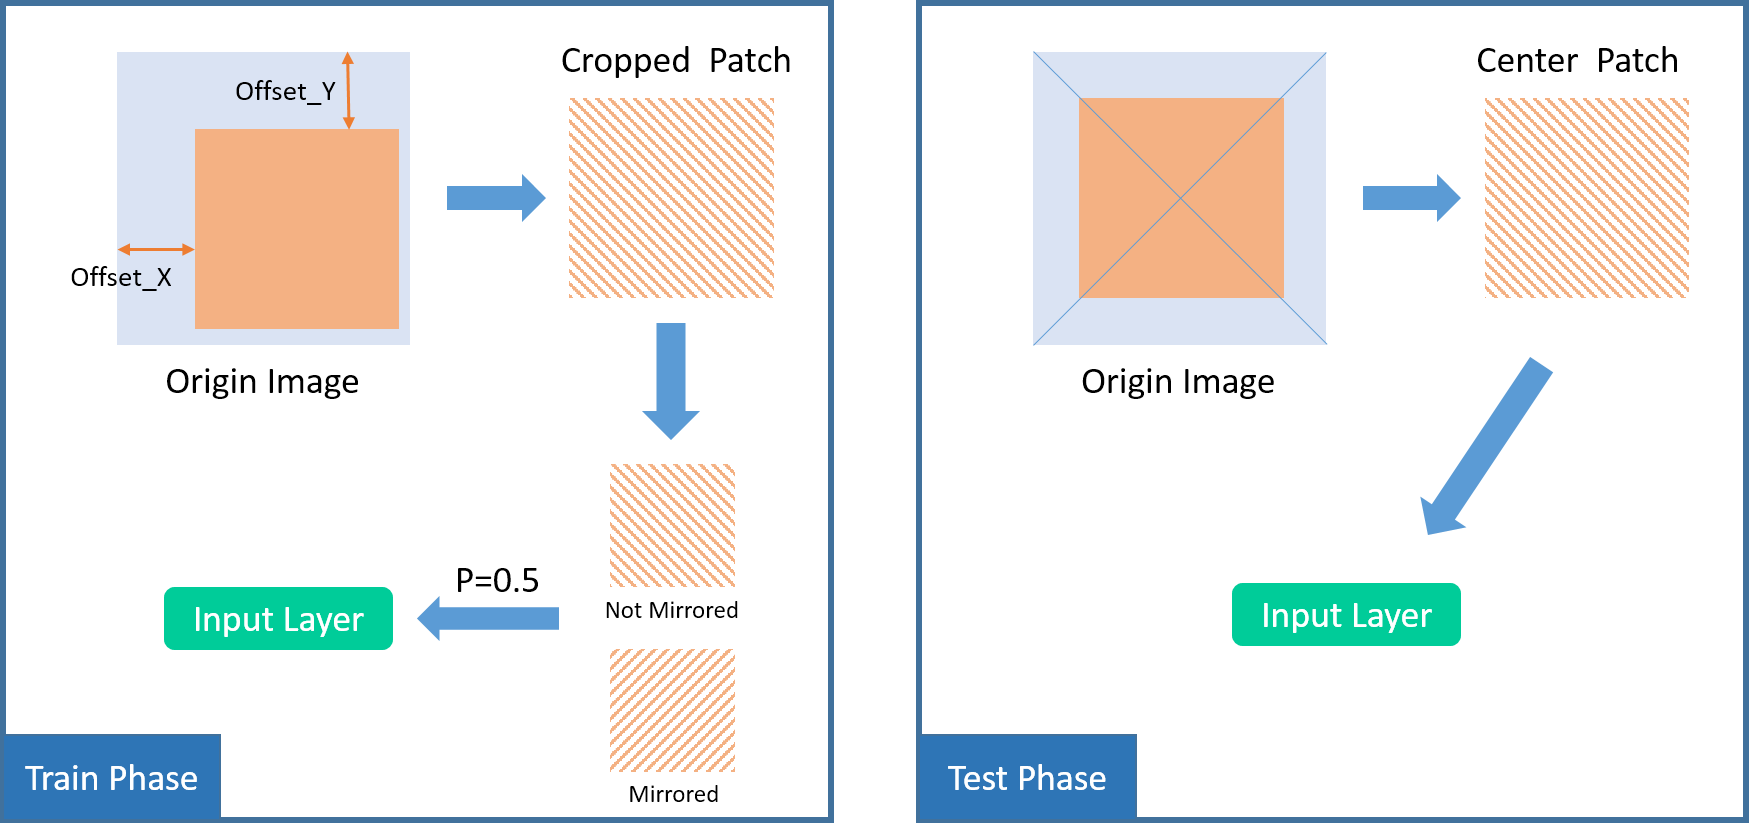 Offset_Y
Offset_X
Origin Image
Cropped Patch
Not Mirrored
Mirrored
P=0.5
Input Layer
Train Phase
Origin Image
Center Patch
Input Layer
Test Phase